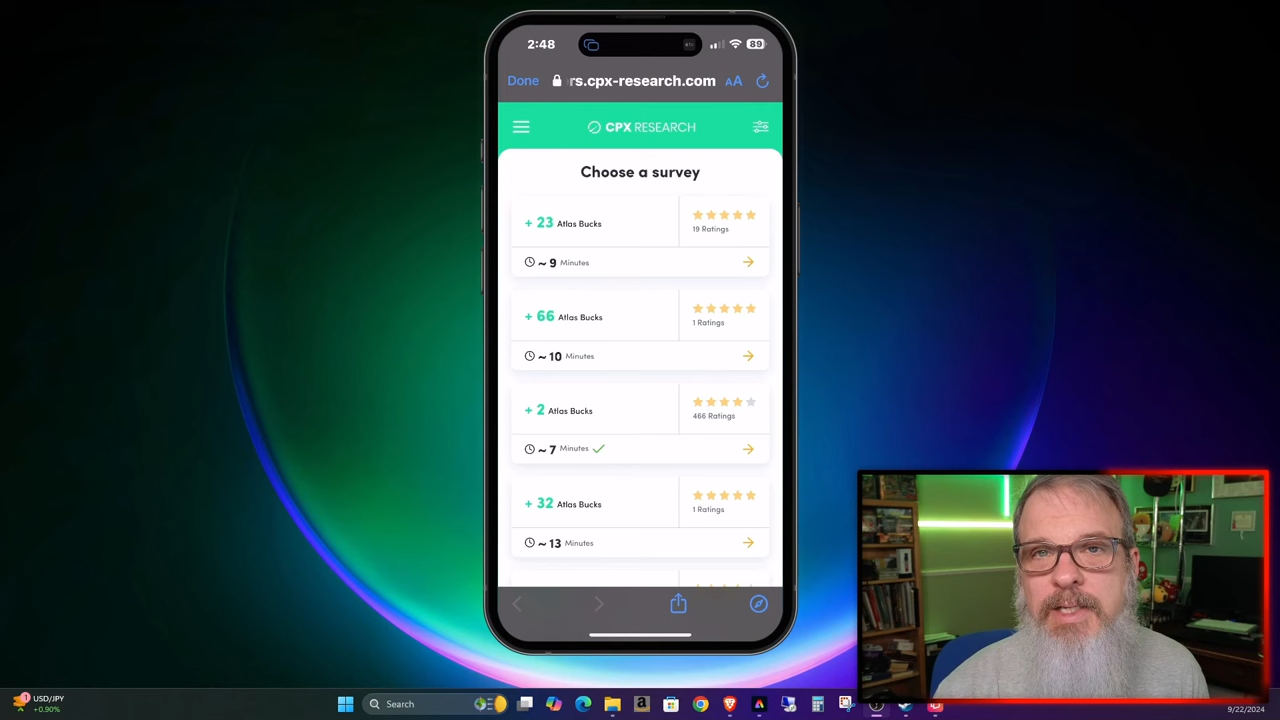 2:48
89
Done
rs.cpx-research.com
AA
CPX RESEARCH
Choose a survey
+ 23 Atlas Bucks
19 Ratings
~ 9 Minutes
+ 66 Atlas Bucks
1 Ratings
~ 10 Minutes
+ 2 Atlas Bucks
466 Ratings
~ 7 Minutes
+ 32 Atlas Bucks
1 Ratings
~ 13 Minutes
1
USD/JPY
+0.90%
Search
9/22/2024